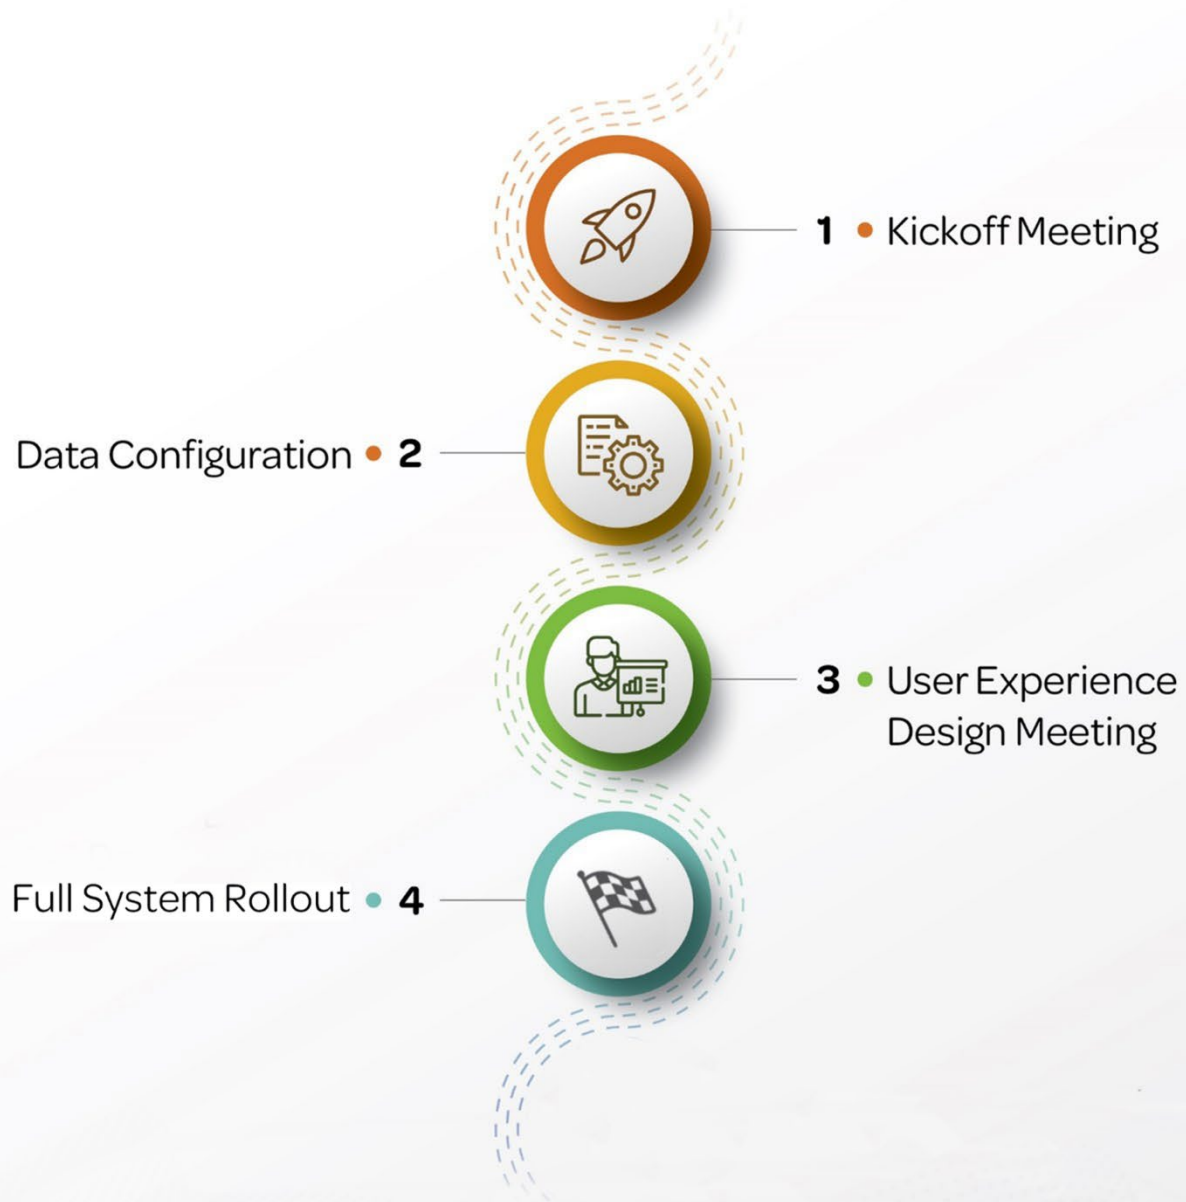 1 • Kickoff Meeting
Data Configuration • 2
3 • User Experience
Design Meeting
Full System Rollout • 4